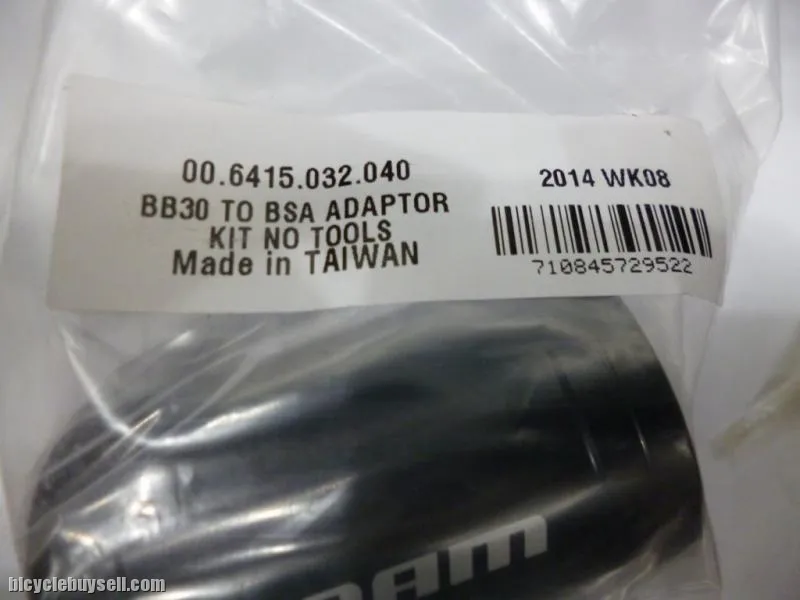 00.6415.032.040
BB30 TO BSA ADAPTOR
KIT NO TOOLS
Made in TAIWAN
2014 WK08
710845729522
bicyclebuysell.com